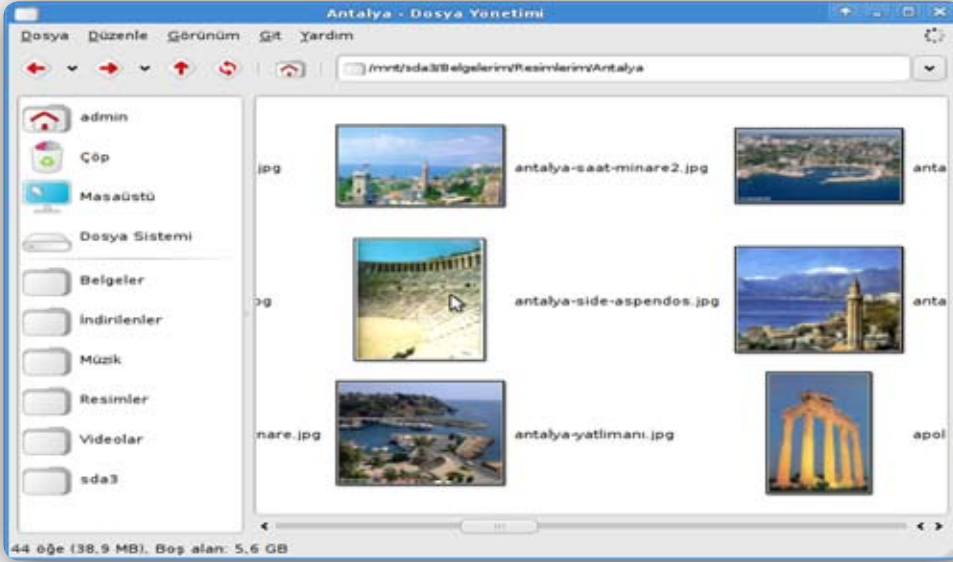 Antalya - Dosya Yönetimi
Dosya Düzenle Görünüm Git Yardım
/mnt/sda3/Belgelerim/Resimlerim/Antalya
admin
Çöp
Masaüstü
Dosya Sistemi
Belgeler
İndirilenler
Müzik
Resimler
Videolar
sda3
jpg
antalya-saat-minare2.jpg
anta
antalya-side-aspendos.jpg
anta
nare.jpg
antalya-yatlimanı.jpg
apol
44 öğe (38,9 MB), Boş alan: 5,6 GB